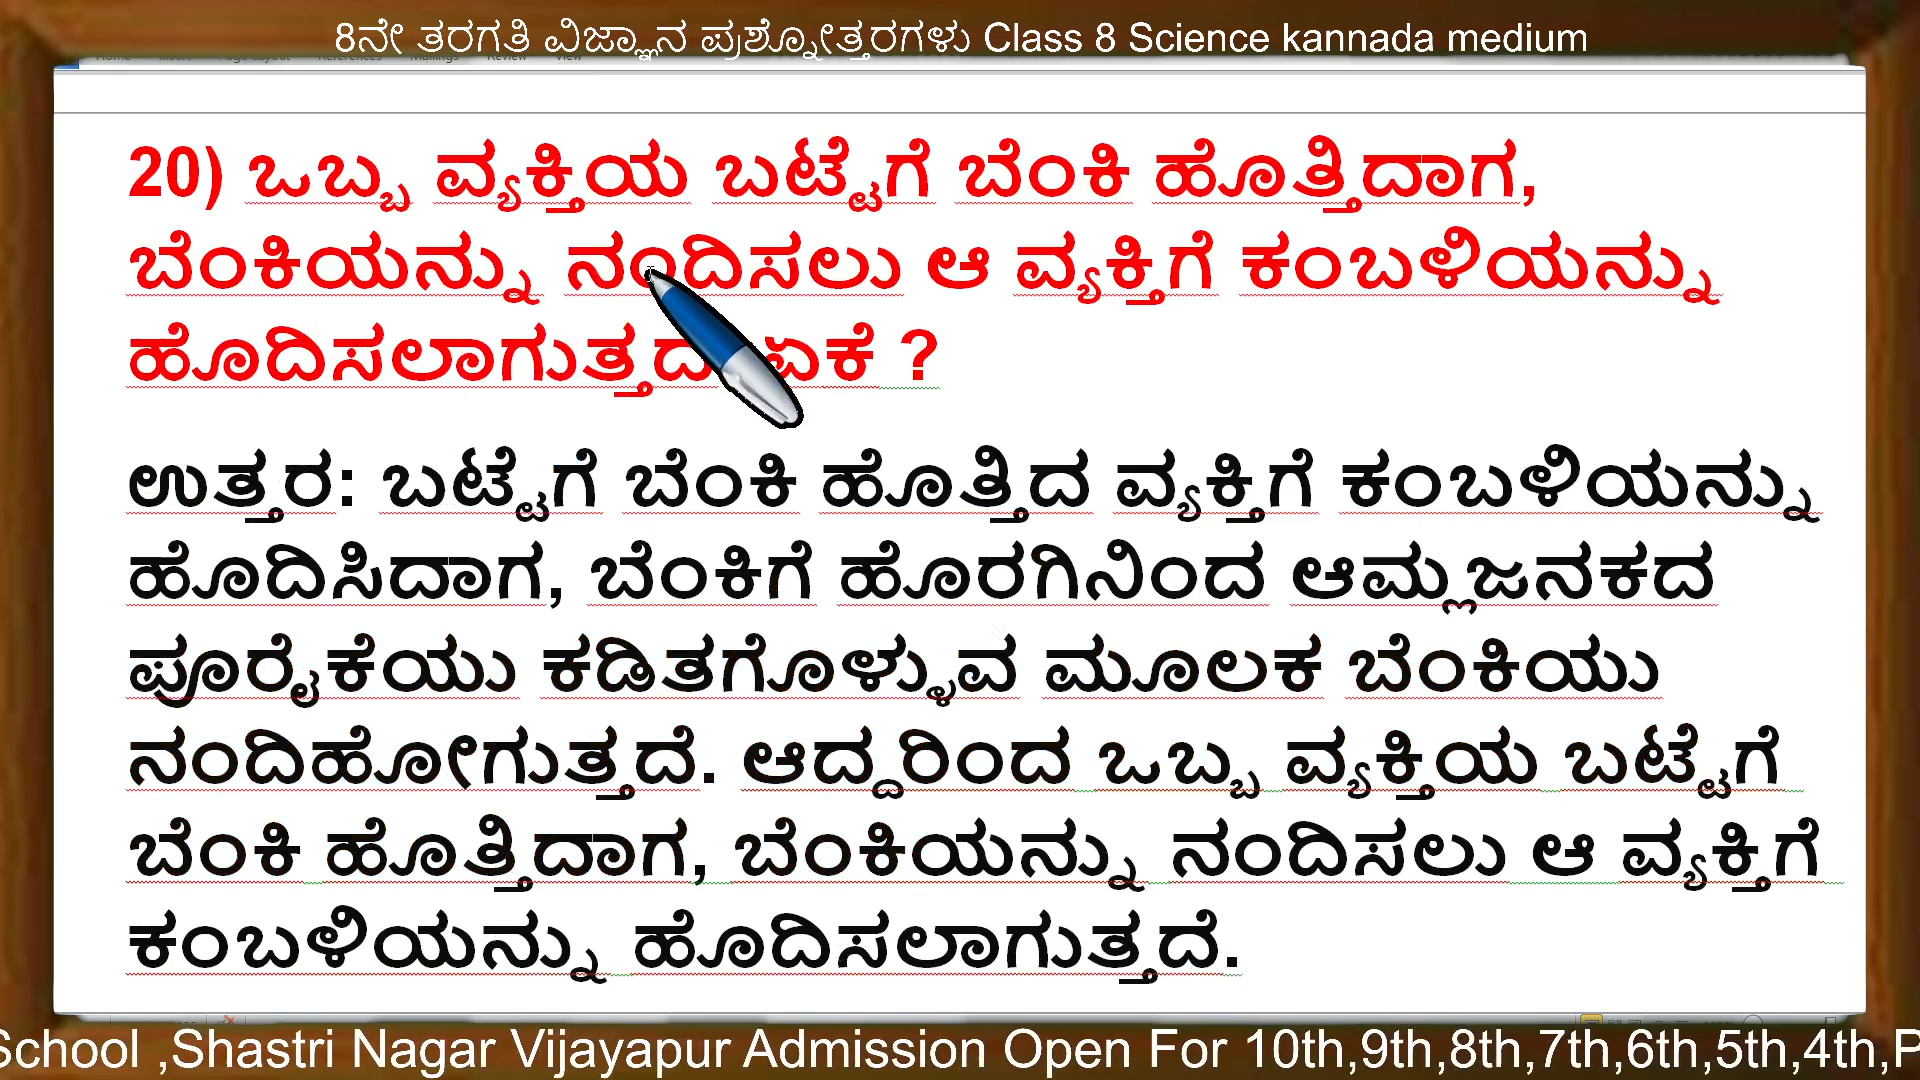 8ನೇ ತರಗತಿ ವಿಜ್ಞಾನ ಪ್ರಶ್ನೋತ್ತರಗಳು Class 8 Science kannada medium
20) ಒಬ್ಬ ವ್ಯಕ್ತಿಯ ಬಟ್ಟೆಗೆ ಬೆಂಕಿ ಹೊತ್ತಿದಾಗ,
ಬೆಂಕಿಯನ್ನು ನಂದಿಸಲು ಆ ವ್ಯಕ್ತಿಗೆ ಕಂಬಳಿಯನ್ನು
ಹೊದಿಸಲಾಗುತ್ತದೆ ಏಕೆ ?
ಉತ್ತರ: ಬಟ್ಟೆಗೆ ಬೆಂಕಿ ಹೊತ್ತಿದ ವ್ಯಕ್ತಿಗೆ ಕಂಬಳಿಯನ್ನು
ಹೊದಿಸಿದಾಗ, ಬೆಂಕಿಗೆ ಹೊರಗಿನಿಂದ ಆಮ್ಲಜನಕದ
ಪೂರೈಕೆಯು ಕಡಿತಗೊಳ್ಳುವ ಮೂಲಕ ಬೆಂಕಿಯು
ನಂದಿಹೋಗುತ್ತದೆ. ಆದ್ದರಿಂದ ಒಬ್ಬ ವ್ಯಕ್ತಿಯ ಬಟ್ಟೆಗೆ
ಬೆಂಕಿ ಹೊತ್ತಿದಾಗ, ಬೆಂಕಿಯನ್ನು ನಂದಿಸಲು ಆ ವ್ಯಕ್ತಿಗೆ
ಕಂಬಳಿಯನ್ನು ಹೊದಿಸಲಾಗುತ್ತದೆ.
School ,Shastri Nagar Vijayapur Admission Open For 10th,9th,8th,7th,6th,5th,4th,P